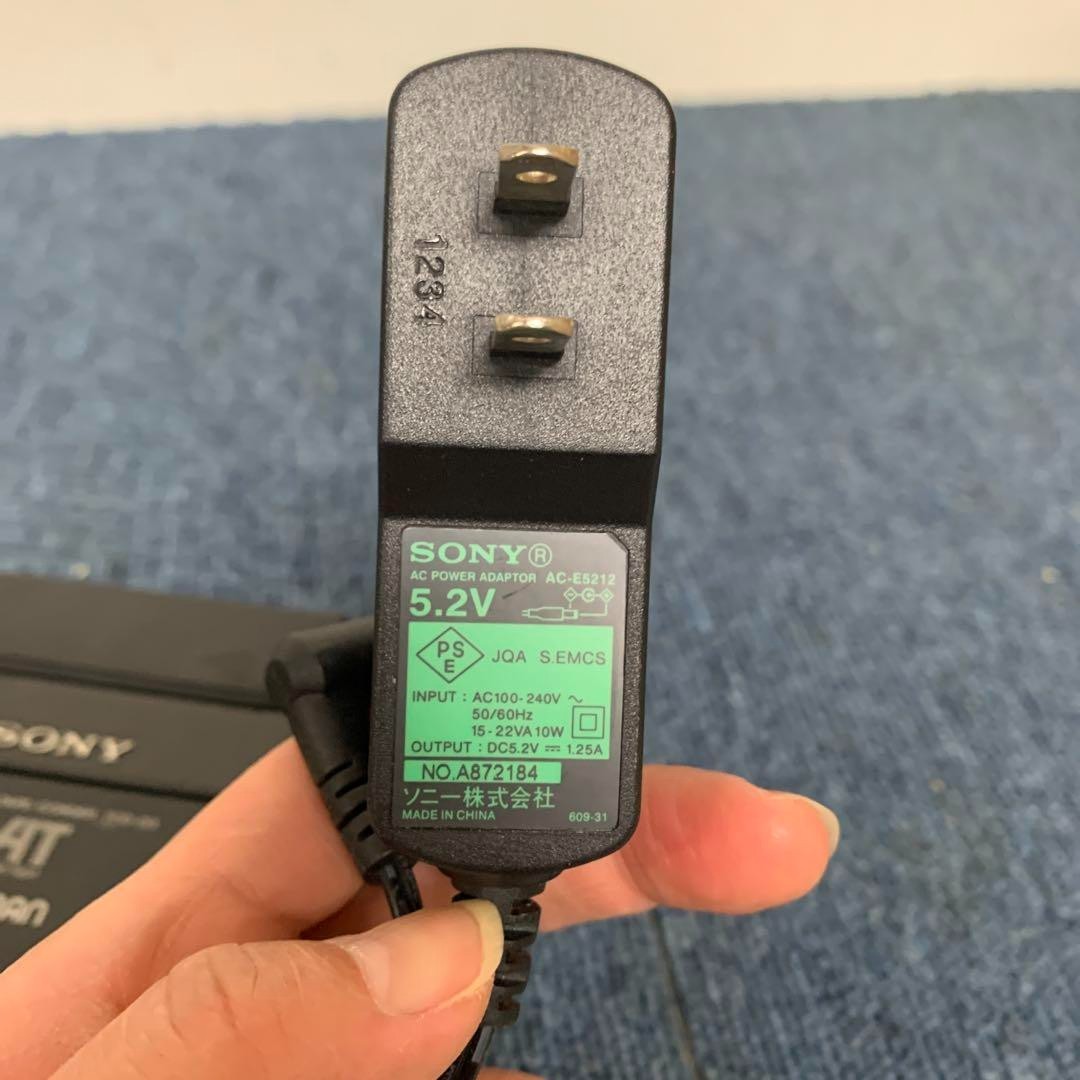 1234
SONY®
AC POWER ADAPTOR AC-E5212
5.2V
PS
E
JQA S.EMCS
INPUT : AC100-240V ~
50/60Hz
15-22VA 10W
OUTPUT : DC5.2V ⎓ 1.25A
NO.A872184
ソニー株式会社
MADE IN CHINA 609-31
SONY